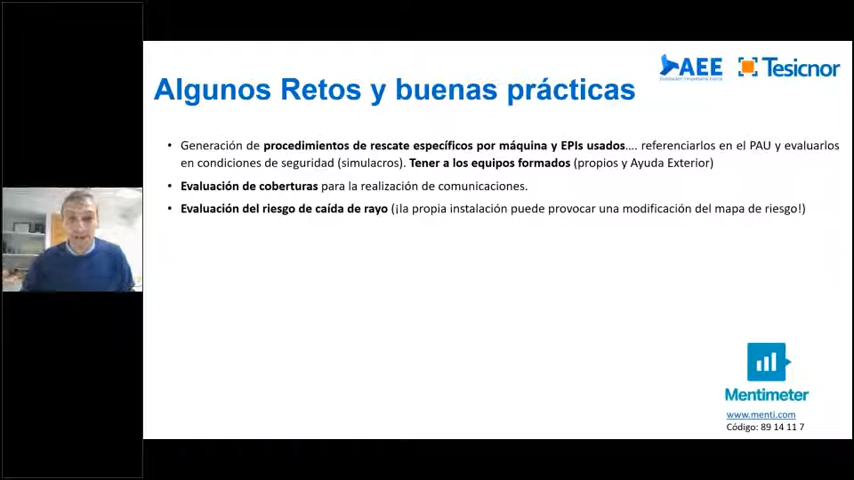 AEE
Tesicnor
Algunos Retos y buenas prácticas
• Generación de procedimientos de rescate específicos por máquina y EPIs usados…. referenciarlos en el PAU y evaluarlos
en condiciones de seguridad (simulacros). Tener a los equipos formados (propios y Ayuda Exterior)
• Evaluación de coberturas para la realización de comunicaciones.
• Evaluación del riesgo de caída de rayo (¡la propia instalación puede provocar una modificación del mapa de riesgo!)
Mentimeter
www.menti.com
Código: 89 14 11 7